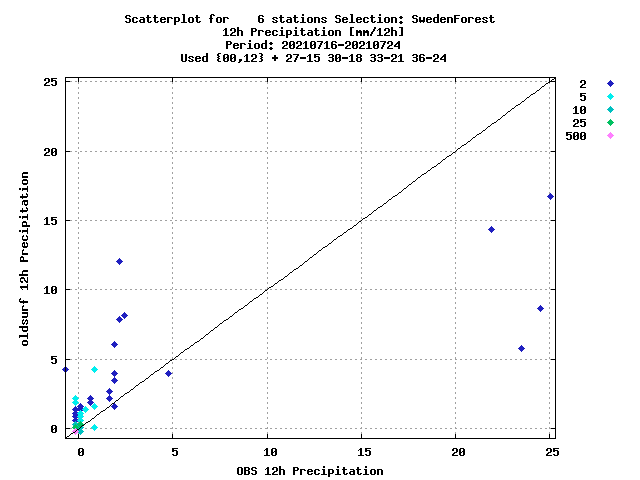 Scatterplot for 6 stations Selection: SwedenForest
12h Precipitation [mm/12h]
Period: 20210716-20210724
Used {00,12} + 27-15 30-18 33-21 36-24
25
20
15
10
5
0
oldsurf 12h Precipitation
0 5 10 15 20 25
OBS 12h Precipitation
2
5
10
25
500